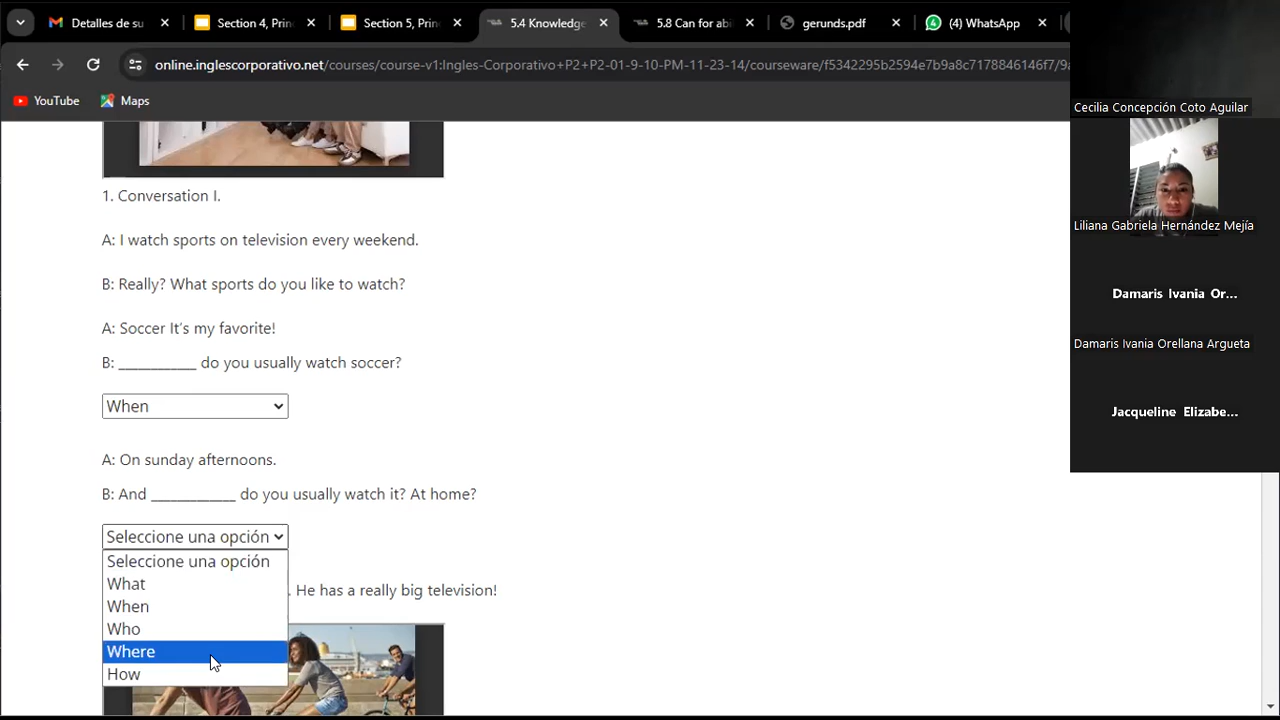 Detalles de su
Section 4, Prin
Section 5, Prin
5.4 Knowledge
5.8 Can for abi
gerunds.pdf
(4) WhatsApp
online.inglescorporativo.net/courses/course-v1:Ingles-Corporativo+P2+P2-01-9-10-PM-11-23-14/courseware/f5342295b2594e7b9a8c7178846146f7/9a
YouTube
Maps
1. Conversation I.
A: I watch sports on television every weekend.
B: Really? What sports do you like to watch?
A: Soccer It's my favorite!
B: ____________ do you usually watch soccer?
When
A: On sunday afternoons.
B: And _____________ do you usually watch it? At home?
Seleccione una opción
Seleccione una opción
What
When
. He has a really big television!
Who
Where
How
Cecilia Concepción Coto Aguilar
Liliana Gabriela Hernández Mejía
Damaris Ivania Or...
Damaris Ivania Orellana Argueta
Jacqueline Elizabe...